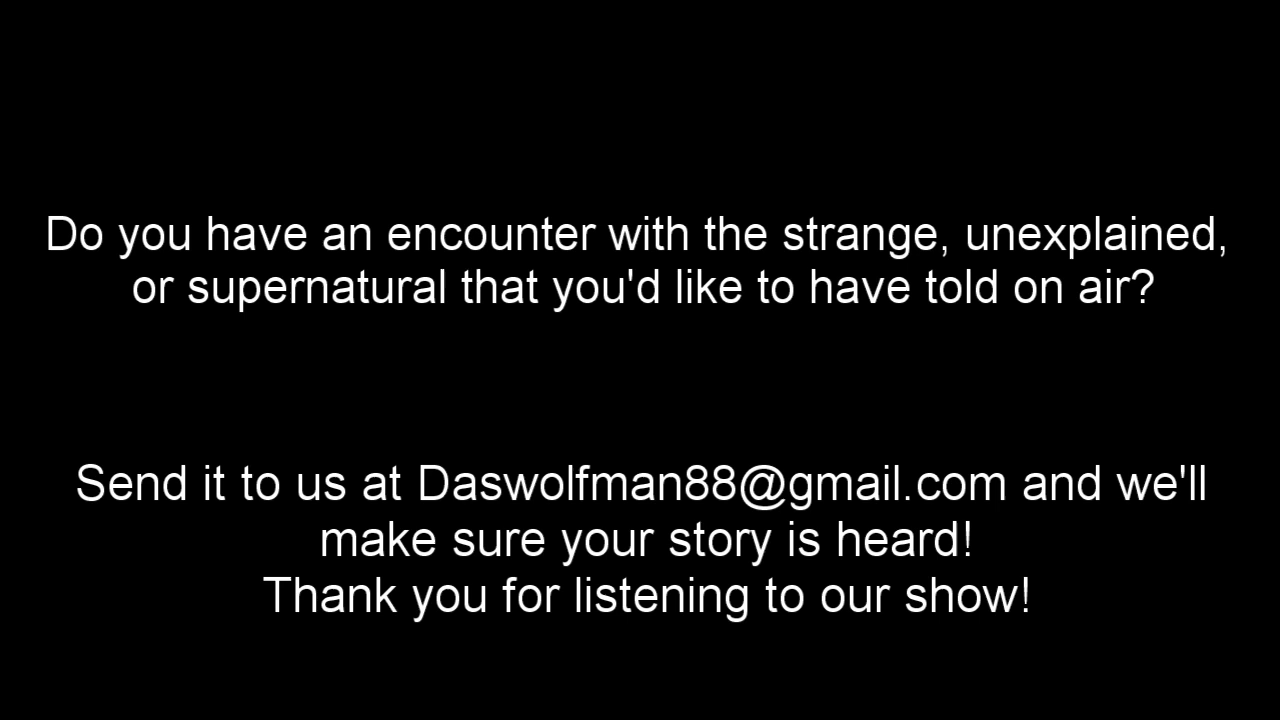 Do you have an encounter with the strange, unexplained,
or supernatural that you'd like to have told on air?
Send it to us at Daswolfman88@gmail.com and we'll
make sure your story is heard!
Thank you for listening to our show!